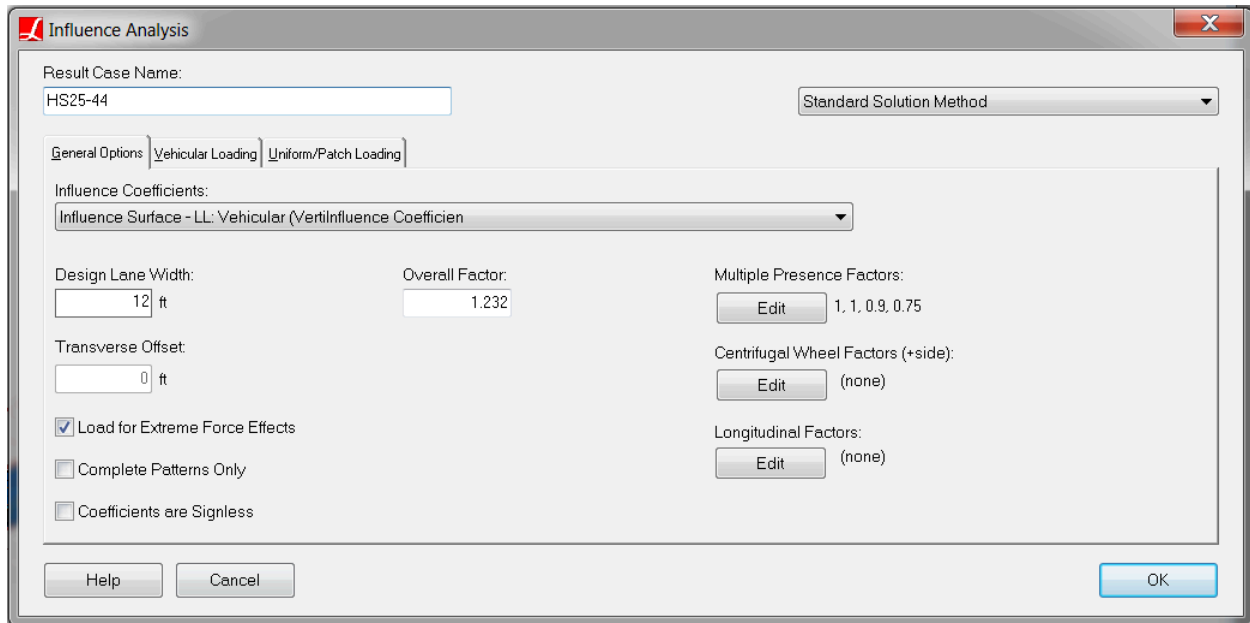 Influence Analysis
X
Result Case Name:
HS25-44
Standard Solution Method
General Options Vehicular Loading Uniform/Patch Loading
Influence Coefficients:
Influence Surface - LL: Vehicular (VertiInfluence Coefficien
Design Lane Width: Overall Factor: Multiple Presence Factors:
12 ft 1.232 Edit 1, 1, 0.9, 0.75
Transverse Offset: Centrifugal Wheel Factors (+side):
0 ft Edit (none)
Load for Extreme Force Effects Longitudinal Factors:
Complete Patterns Only Edit (none)
Coefficients are Signless
Help Cancel OK